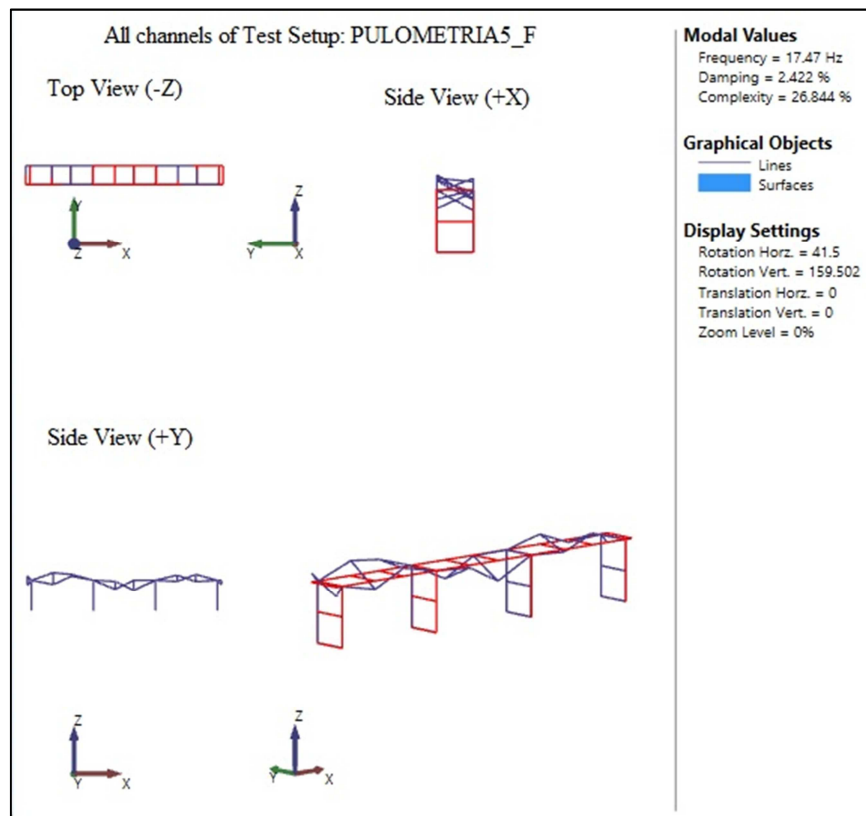 All channels of Test Setup: PULOMETRIA5_F
Top View (-Z)
Side View (+X)
Y
Z
X
Z
Y
X
Side View (+Y)
Z
Y
X
Z
Y
X
Modal Values
Frequency = 17.47 Hz
Damping = 2.422 %
Complexity = 26.844 %
Graphical Objects
Lines
Surfaces
Display Settings
Rotation Horz. = 41.5
Rotation Vert. = 159.502
Translation Horz. = 0
Translation Vert. = 0
Zoom Level = 0%